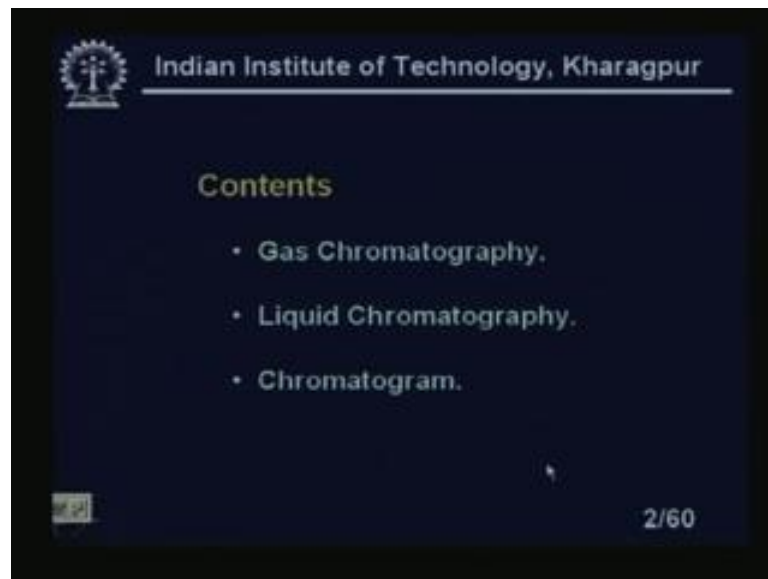 Indian Institute of Technology, Kharagpur
Contents
• Gas Chromatography.
• Liquid Chromatography.
• Chromatogram.
2/60